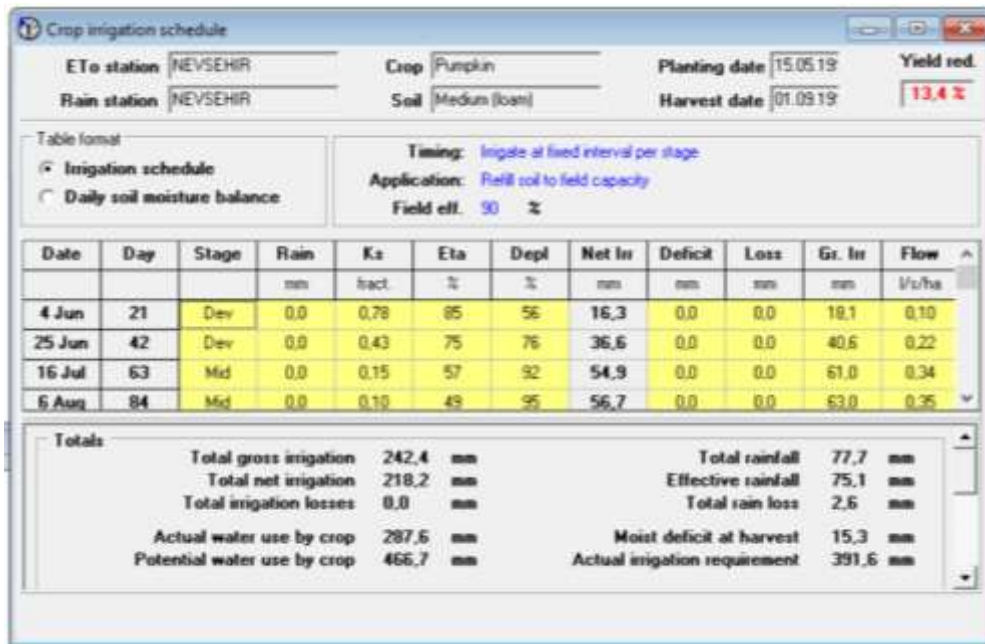 Crop irrigation schedule
ETo station NEVSEHIR Crop Pumpkin Planting date 15.05.19 Yield red.
Rain station NEVSEHIR Soil Medium (loam) Harvest date 01.09.19 13,4 %
Table format
Irrigation schedule
Daily soil moisture balance
Timing: Irrigate at fixed interval per stage
Application: Refill soil to field capacity
Field eff. 90 %
Date Day Stage Rain Ks Eta Depl Net Irr Deficit Loss Gr. Irr Flow
mm fract. % % mm mm mm mm l/s/ha
4 Jun 21 Dev 0,0 0,78 85 56 16,3 0,0 0,0 18,1 0,10
25 Jun 42 Dev 0,0 0,43 75 76 36,6 0,0 0,0 40,6 0,22
16 Jul 63 Mid 0,0 0,15 57 92 54,9 0,0 0,0 61,0 0,34
6 Aug 84 Mid 0,0 0,10 49 95 56,7 0,0 0,0 63,0 0,35
Totals
Total gross irrigation 242,4 mm Total rainfall 77,7 mm
Total net irrigation 218,2 mm Effective rainfall 75,1 mm
Total irrigation losses 0,0 mm Total rain loss 2,6 mm
Actual water use by crop 287,6 mm Moist deficit at harvest 15,3 mm
Potential water use by crop 466,7 mm Actual irrigation requirement 391,6 mm